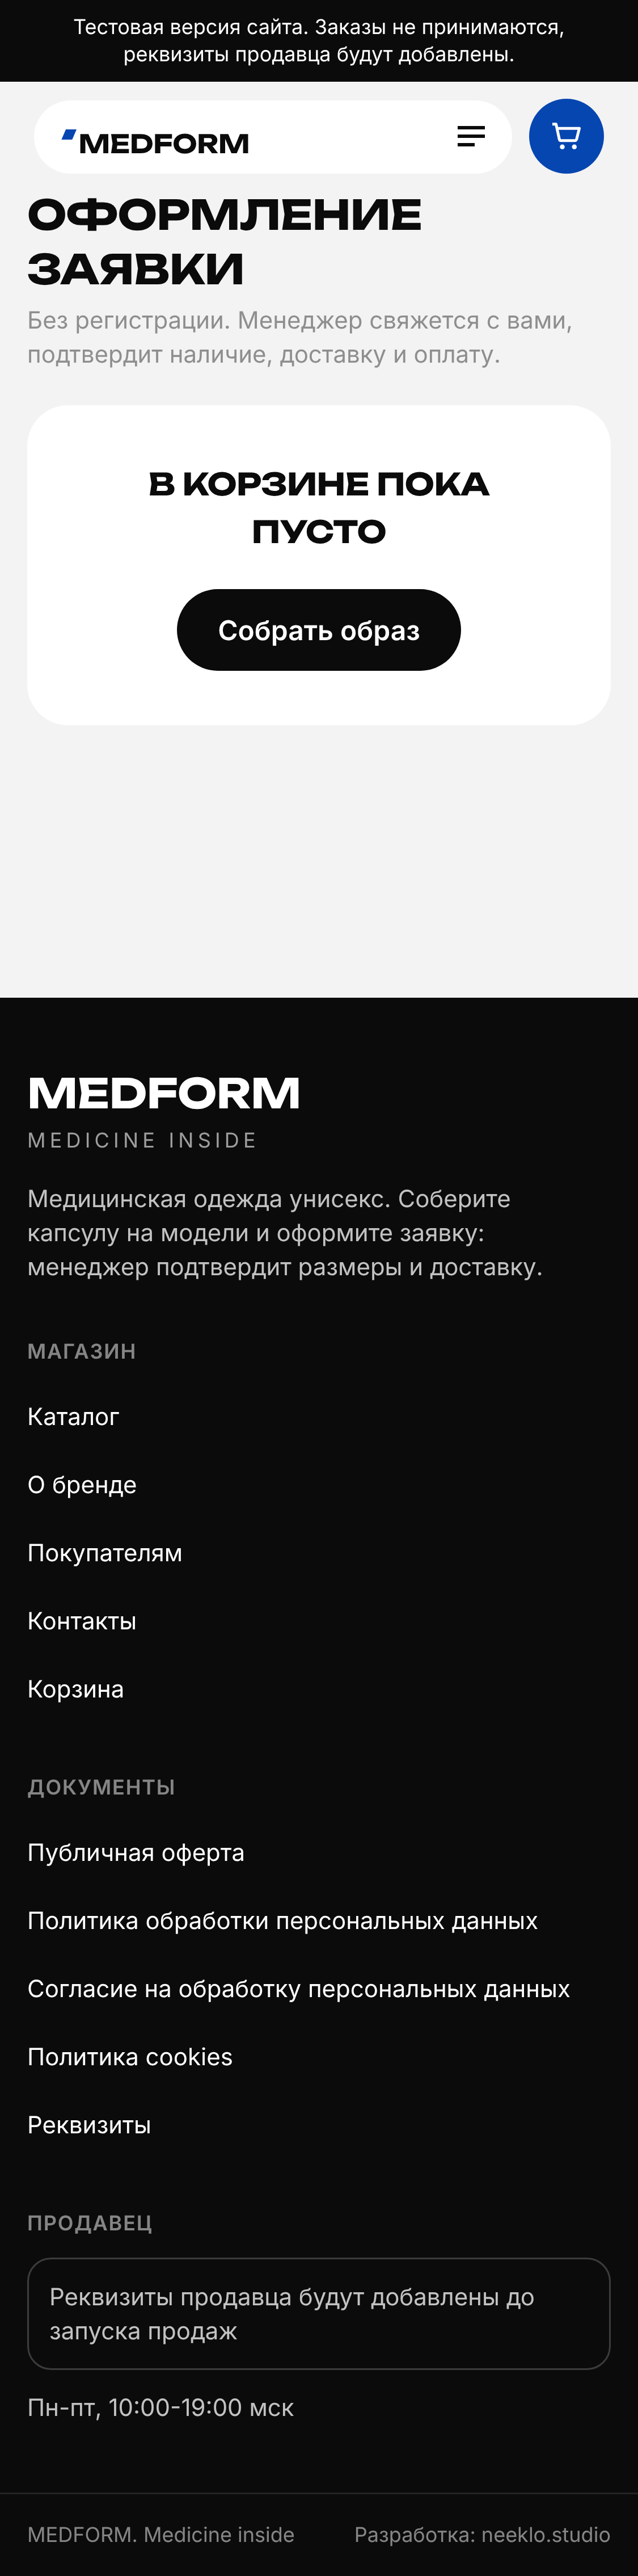 Тестовая версия сайта. Заказы не принимаются,
реквизиты продавца будут добавлены.
MEDFORM
ОФОРМЛЕНИЕ
ЗАЯВКИ
Без регистрации. Менеджер свяжется с вами,
подтвердит наличие, доставку и оплату.
В КОРЗИНЕ ПОКА
ПУСТО
Собрать образ
MEDFORM
MEDICINE INSIDE
Медицинская одежда унисекс. Соберите
капсулу на модели и оформите заявку:
менеджер подтвердит размеры и доставку.
МАГАЗИН
Каталог
О бренде
Покупателям
Контакты
Корзина
ДОКУМЕНТЫ
Публичная оферта
Политика обработки персональных данных
Согласие на обработку персональных данных
Политика cookies
Реквизиты
ПРОДАВЕЦ
Реквизиты продавца будут добавлены до
запуска продаж
Пн-пт, 10:00-19:00 мск
MEDFORM. Medicine inside
Разработка: neeklo.studio